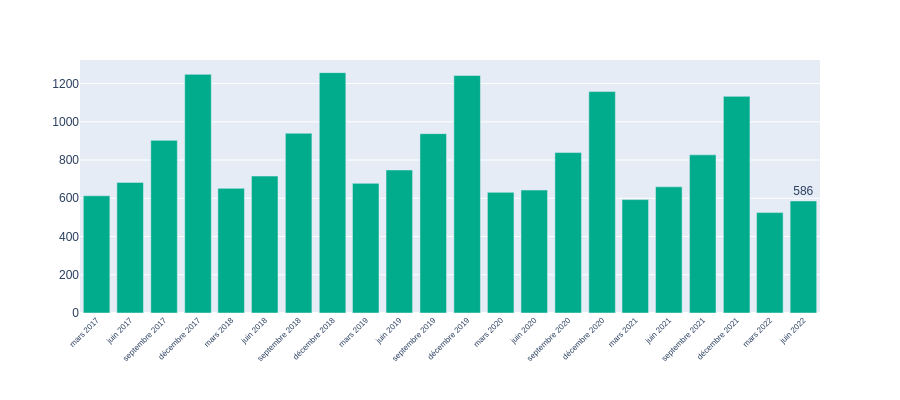 1200
1000
800
600
400
200
0
586
mars 2017
juin 2017
septembre 2017
décembre 2017
mars 2018
juin 2018
septembre 2018
décembre 2018
mars 2019
juin 2019
septembre 2019
décembre 2019
mars 2020
juin 2020
septembre 2020
décembre 2020
mars 2021
juin 2021
septembre 2021
décembre 2021
mars 2022
juin 2022